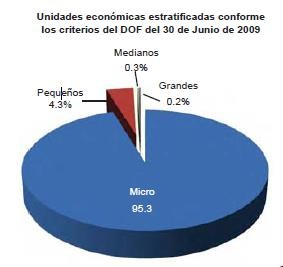 Unidades económicas estratificadas conforme
los criterios del DOF del 30 de Junio de 2009
Medianos
0.3%
Pequeños
4.3%
Grandes
0.2%
Micro
95.3